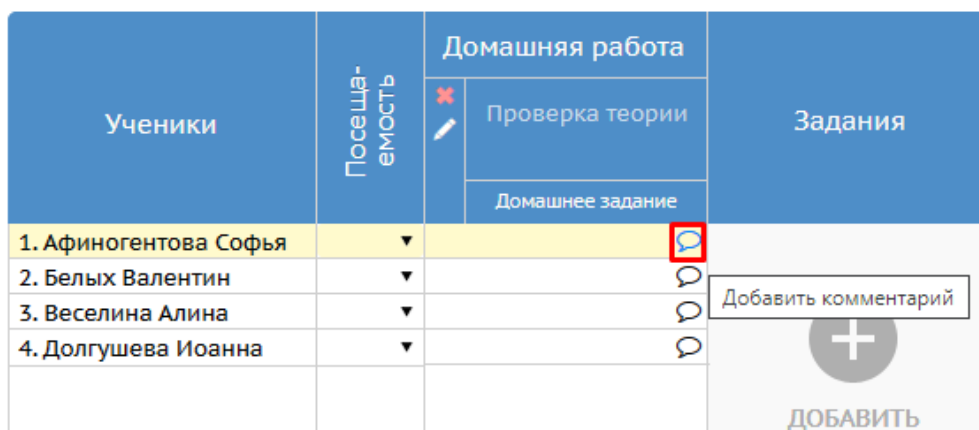 Ученики
Посеща-
емость
Домашняя работа
Проверка теории
Домашнее задание
Задания
1. Афиногентова Софья
2. Белых Валентин
3. Веселина Алина
4. Долгушева Иоанна
Добавить комментарий
ДОБАВИТЬ